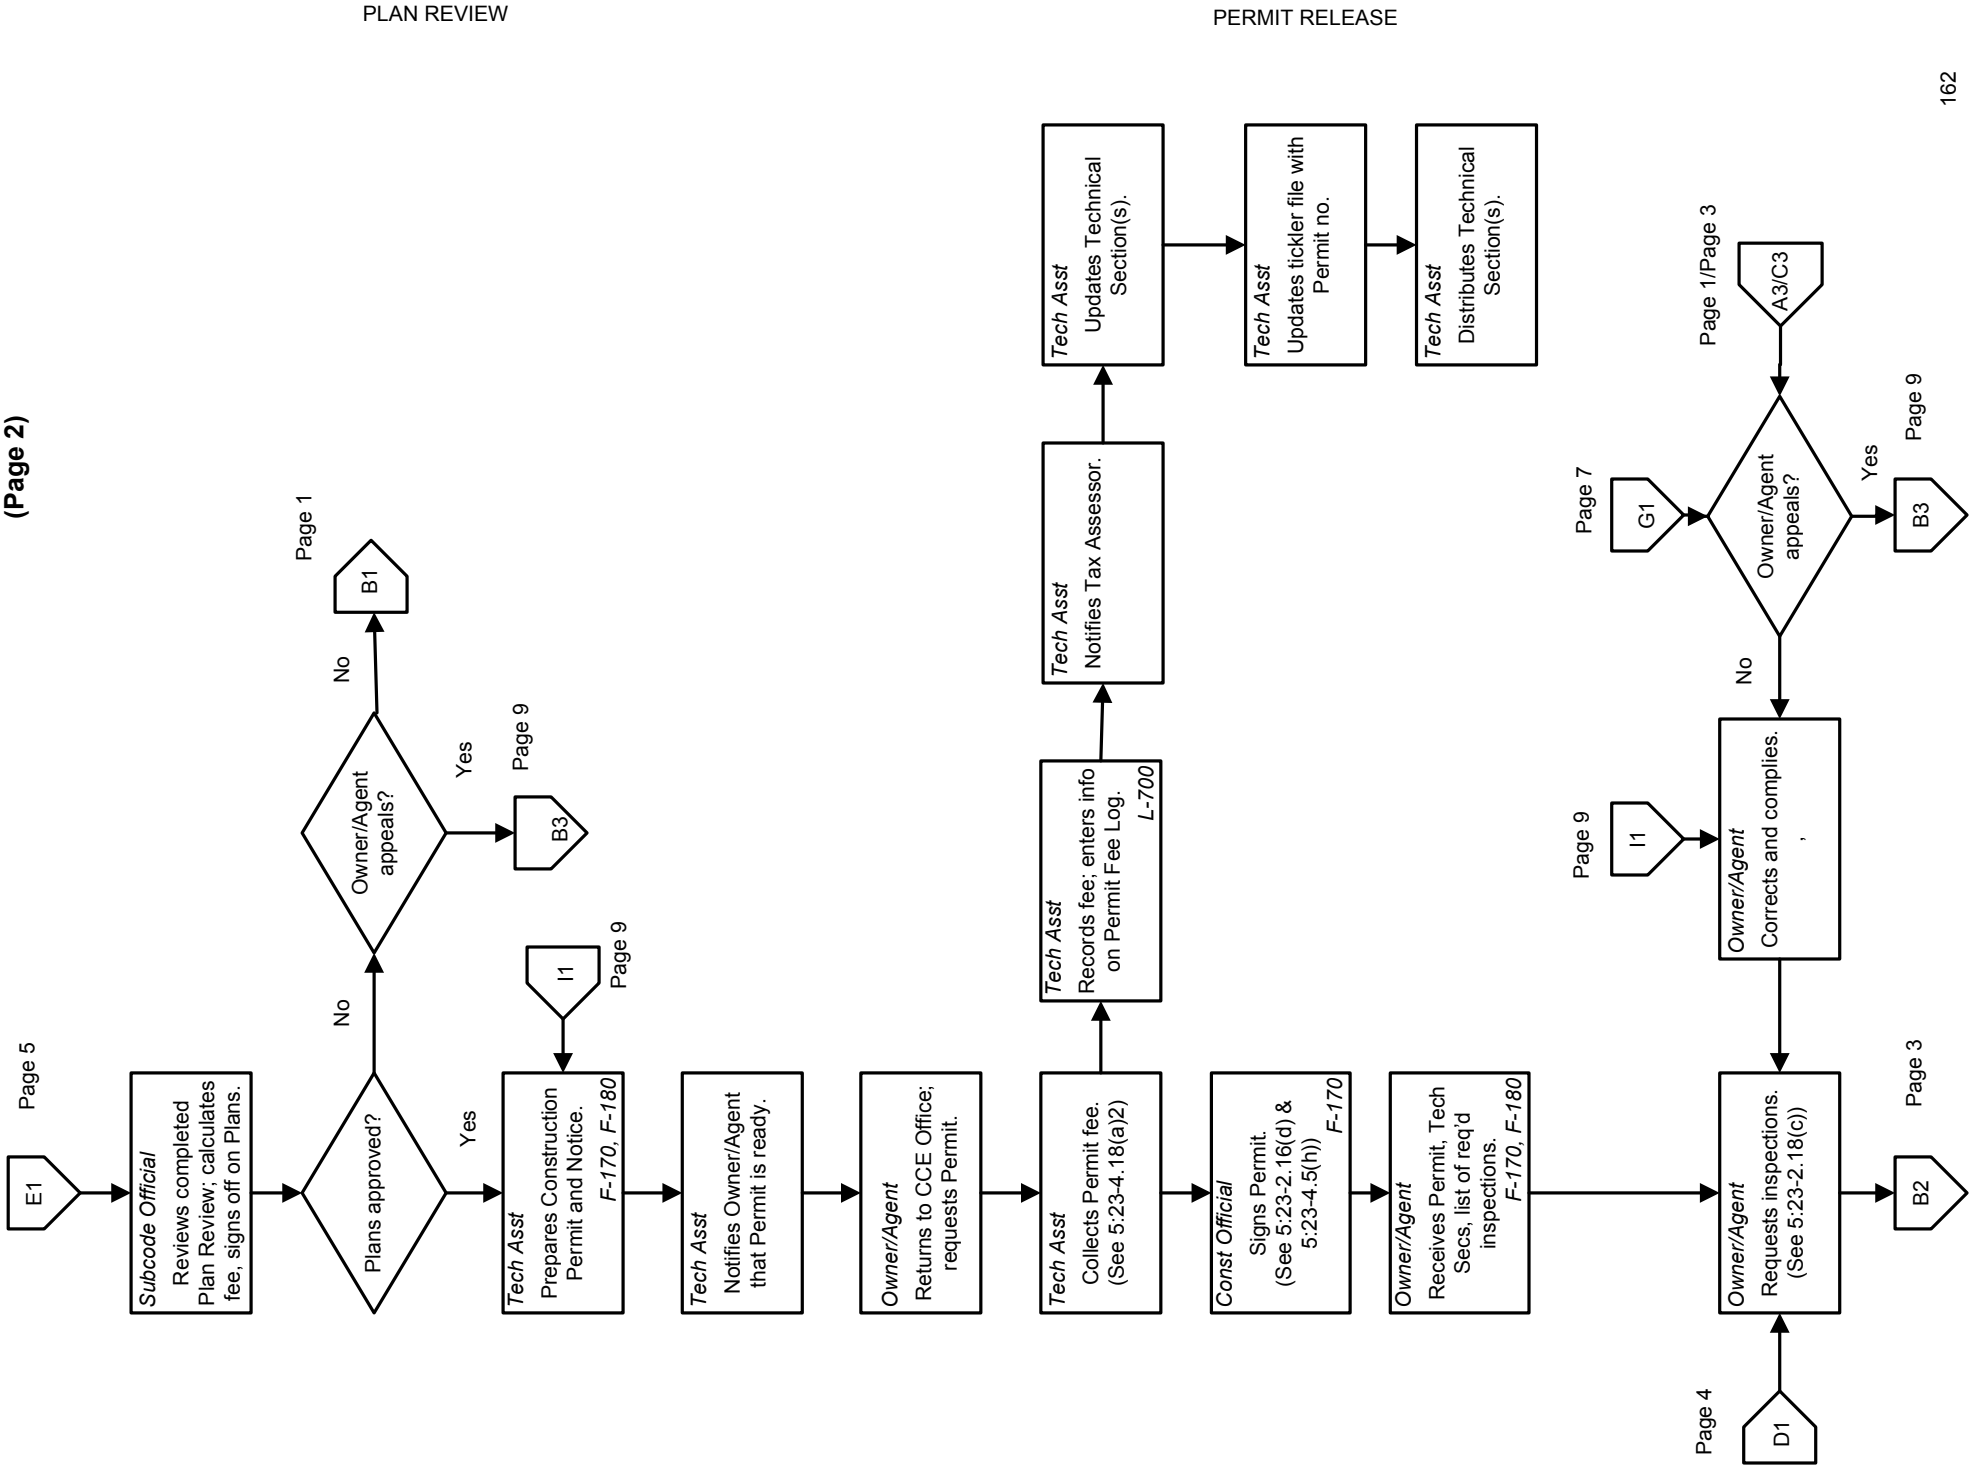 PLAN REVIEW
PERMIT RELEASE
(Page 2)
162
Page 5
E1
Subcode Official
Reviews completed
Plan Review; calculates
fee, signs off on Plans.
Plans approved?
No
Owner/Agent
appeals?
No
B1
Page 1
Yes
B3
Page 9
Yes
I1
Page 9
Tech Asst
Prepares Construction
Permit and Notice.
F-170, F-180
Tech Asst
Notifies Owner/Agent
that Permit is ready.
Owner/Agent
Returns to CCE Office;
requests Permit.
Tech Asst
Collects Permit fee.
(See 5:23-4.18(a)2)
Tech Asst
Records fee; enters info
on Permit Fee Log.
L-700
Tech Asst
Notifies Tax Assessor.
Tech Asst
Updates Technical
Section(s).
Tech Asst
Updates tickler file with
Permit no.
Tech Asst
Distributes Technical
Section(s).
Const Official
Signs Permit.
(See 5:23-2.16(d) &
5:23-4.5(h))
F-170
Owner/Agent
Receives Permit, Tech
Secs, list of req'd
inspections.
F-170, F-180
Page 4
D1
Owner/Agent
Requests inspections.
(See 5:23-2.18(c))
B2
Page 3
Page 9
I1
Owner/Agent
Corrects and complies.
,
No
Page 7
G1
Owner/Agent
appeals?
Page 1/Page 3
A3/C3
Yes
B3
Page 9